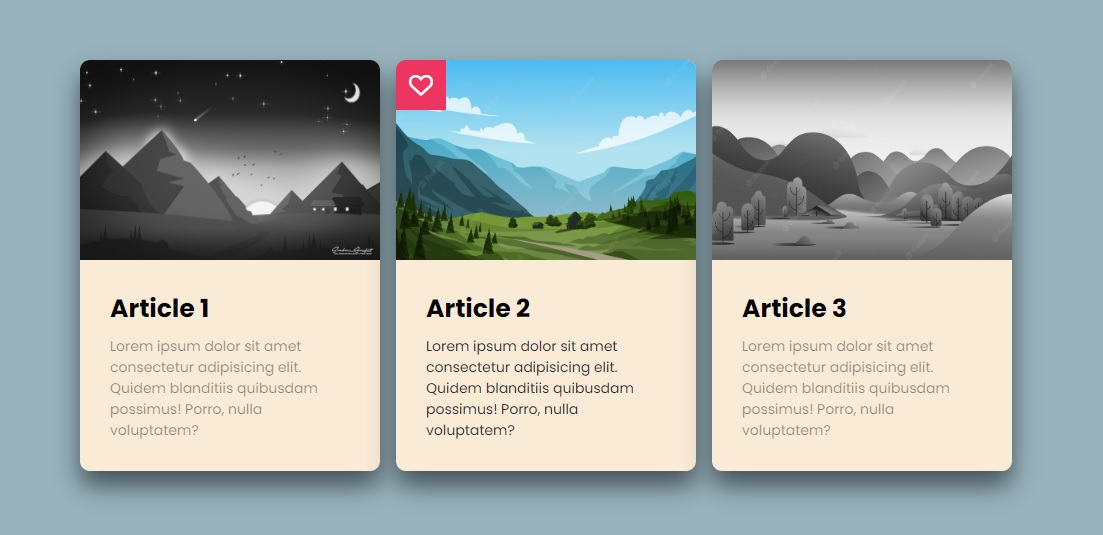 Article 1
Lorem ipsum dolor sit amet
consectetur adipisicing elit.
Quidem blanditiis quibusdam
possimus! Porro, nulla
voluptatem?
Article 2
Lorem ipsum dolor sit amet
consectetur adipisicing elit.
Quidem blanditiis quibusdam
possimus! Porro, nulla
voluptatem?
Article 3
Lorem ipsum dolor sit amet
consectetur adipisicing elit.
Quidem blanditiis quibusdam
possimus! Porro, nulla
voluptatem?